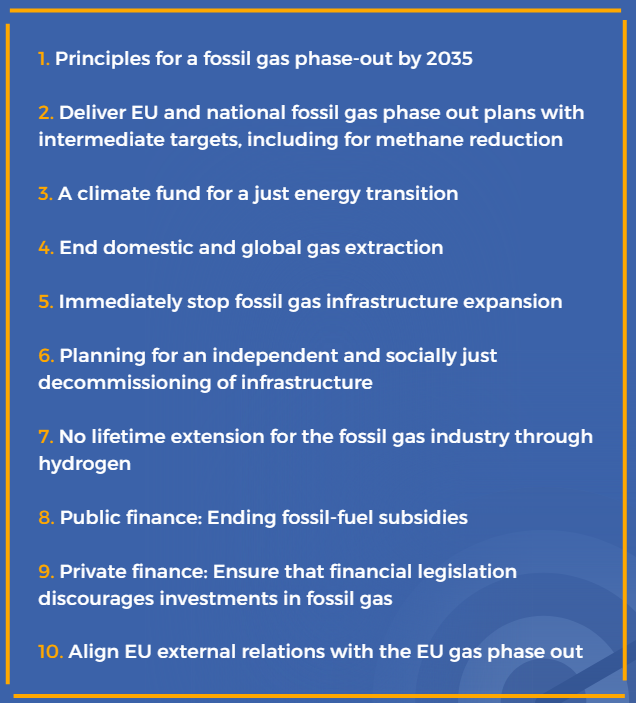 1. Principles for a fossil gas phase-out by 2035
2. Deliver EU and national fossil gas phase out plans with
intermediate targets, including for methane reduction
3. A climate fund for a just energy transition
4. End domestic and global gas extraction
5. Immediately stop fossil gas infrastructure expansion
6. Planning for an independent and socially just
decommissioning of infrastructure
7. No lifetime extension for the fossil gas industry through
hydrogen
8. Public finance: Ending fossil-fuel subsidies
9. Private finance: Ensure that financial legislation
discourages investments in fossil gas
10. Align EU external relations with the EU gas phase out